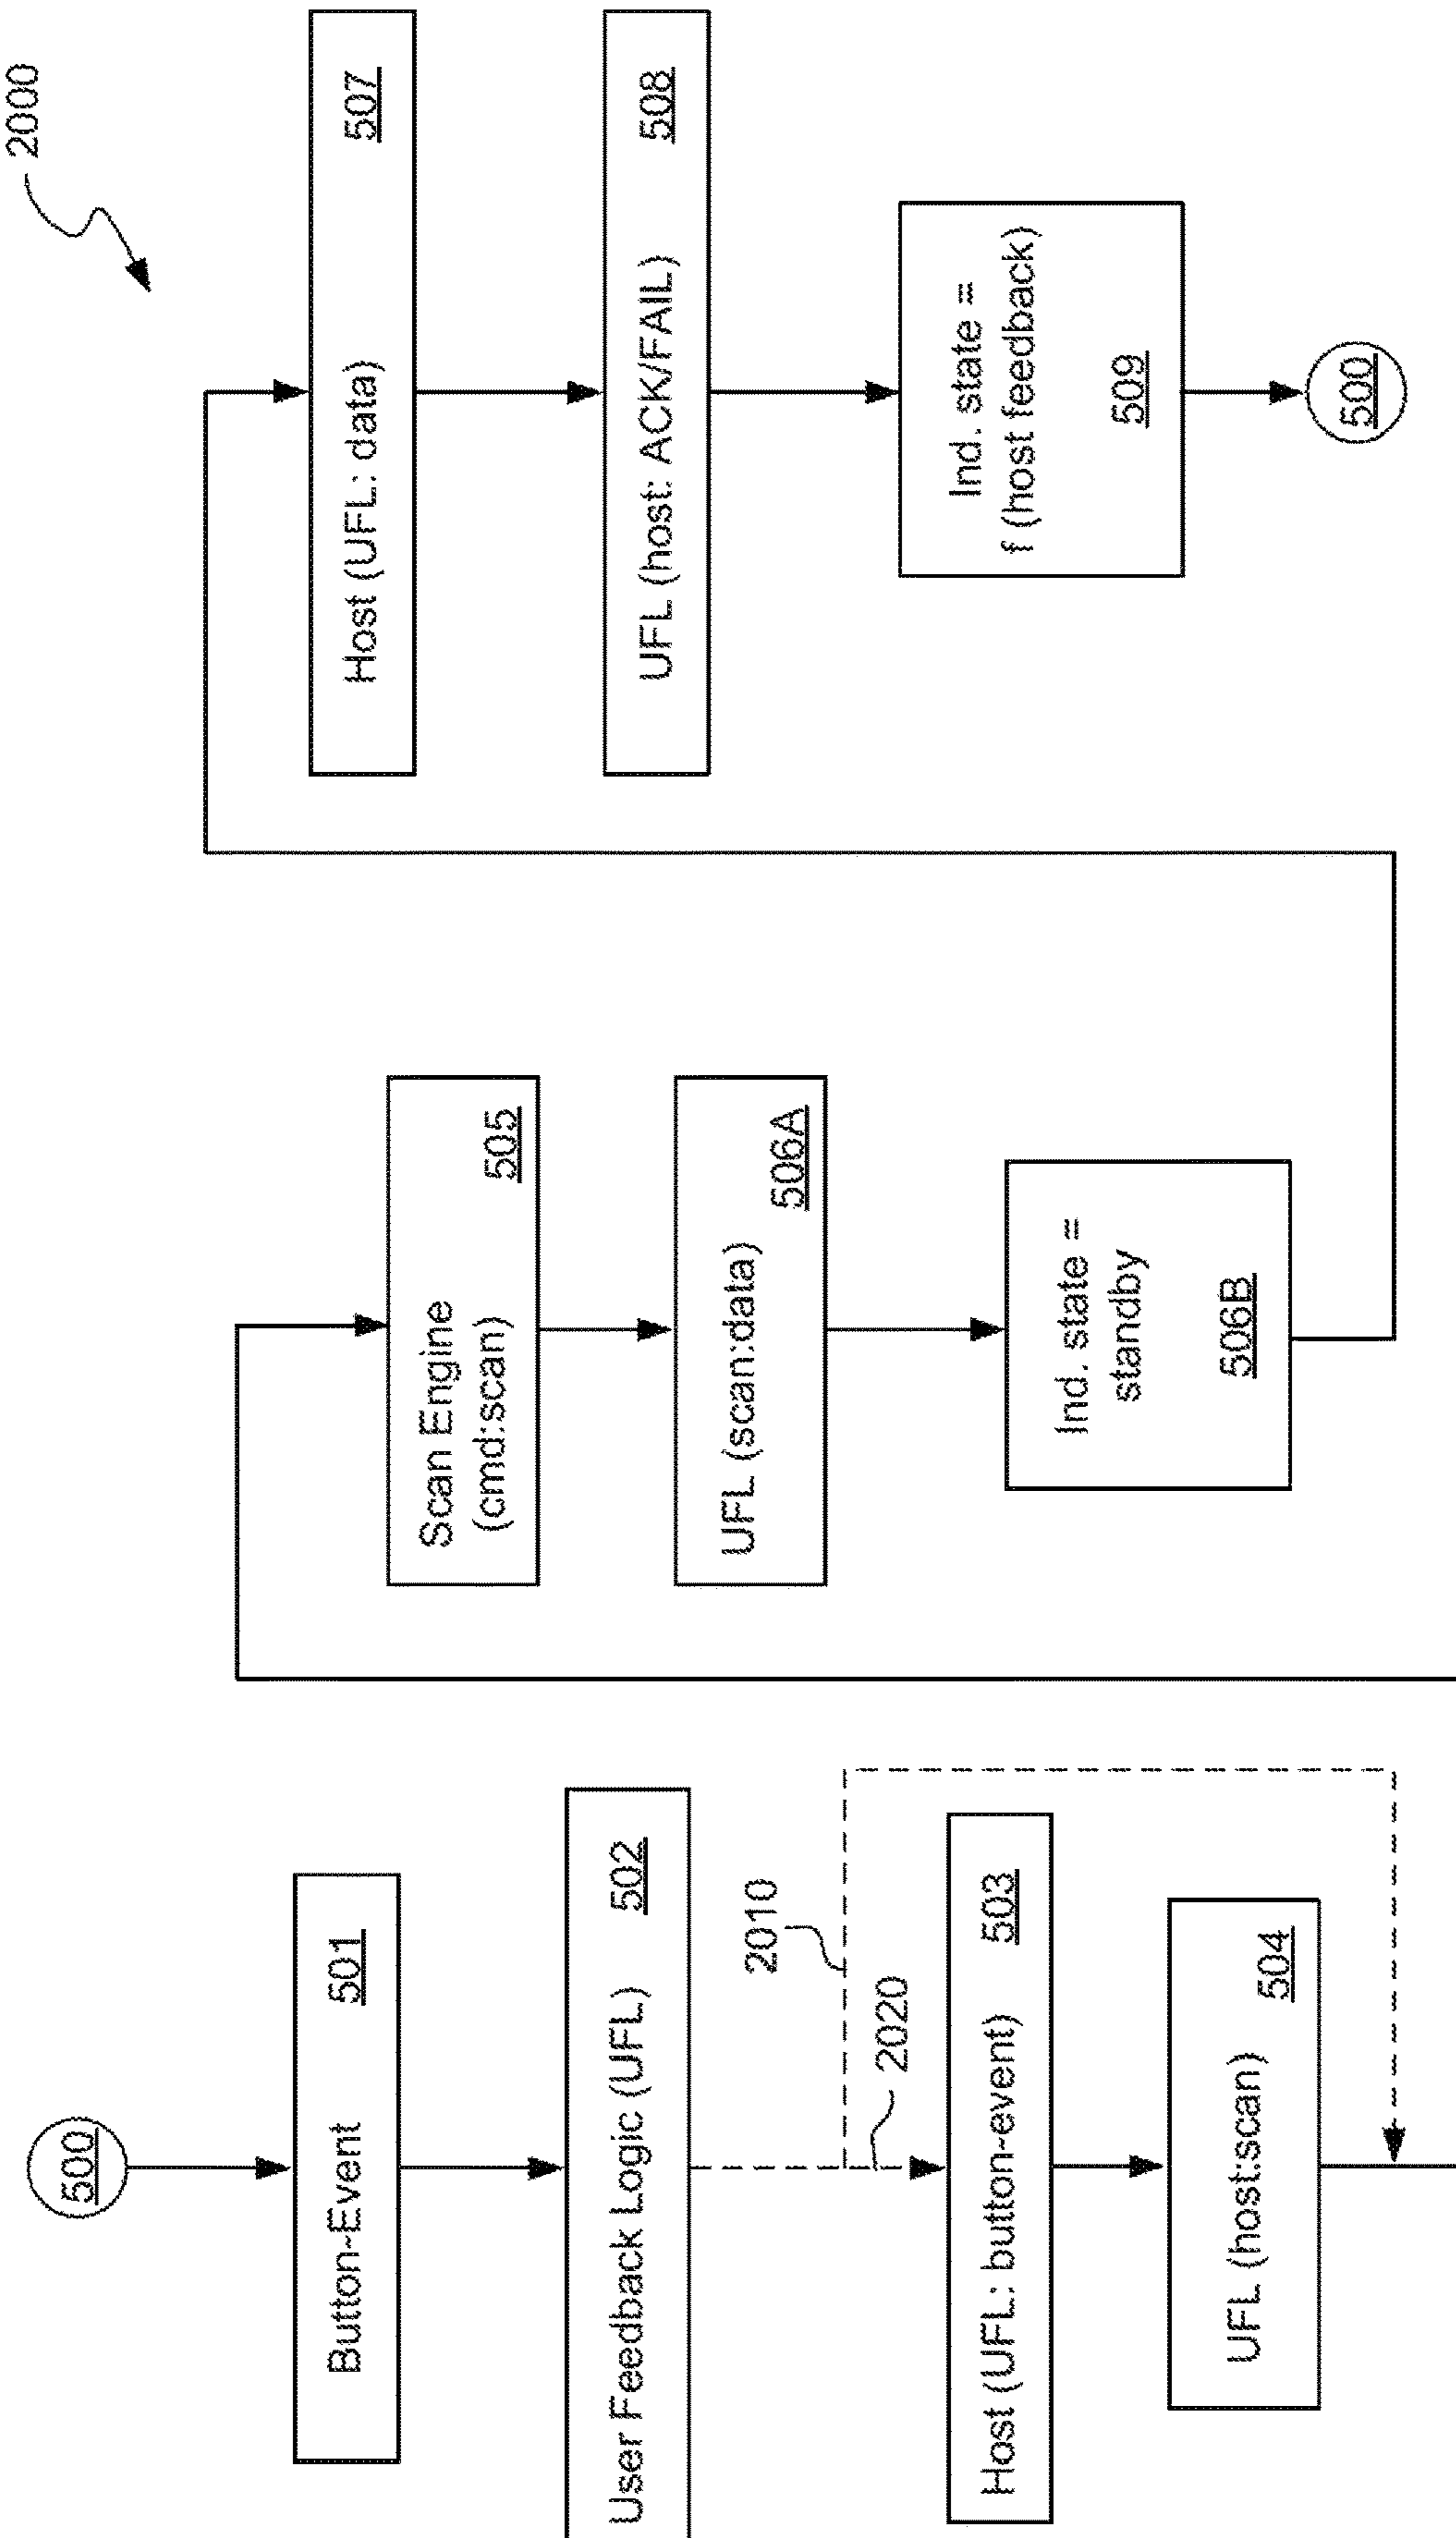 2000
500
Button-Event 501
User Feedback Logic (UFL) 502
2010
2020
Host (UFL: button-event) 503
UFL (host:scan) 504
Scan Engine
(cmd:scan) 505
UFL (scan:data)
506A
Ind. state =
standby
506B
Host (UFL: data) 507
UFL (host: ACK/FAIL) 508
Ind. state =
f (host feedback)
509
500